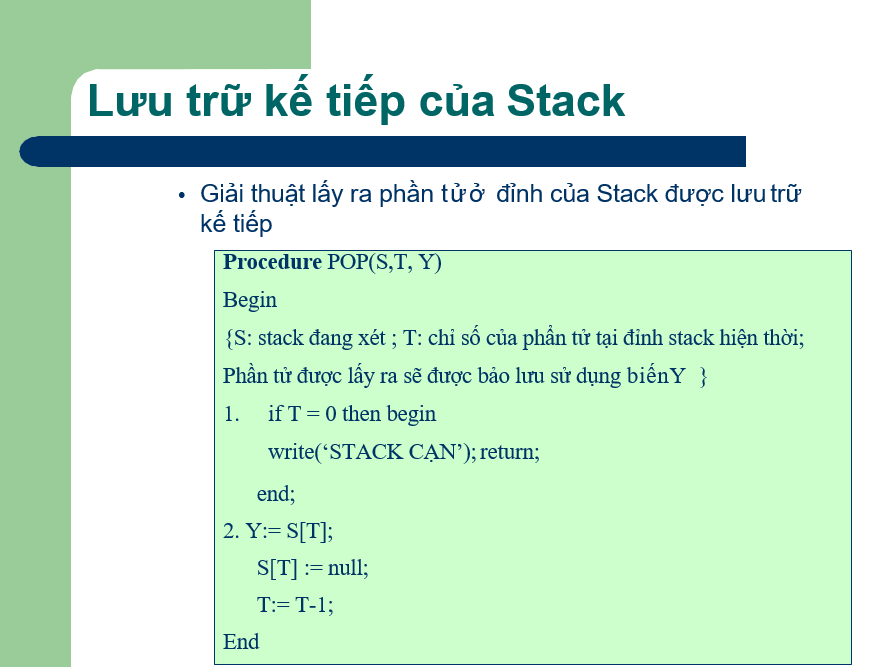 Lưu trữ kế tiếp của Stack
• Giải thuật lấy ra phần tử ở đỉnh của Stack được lưu trữ
kế tiếp
Procedure POP(S,T, Y)
Begin
{S: stack đang xét ; T: chỉ số của phần tử tại đỉnh stack hiện thời;
Phần tử được lấy ra sẽ được bảo lưu sử dụng biến Y }
1. if T = 0 then begin
write(‘STACK CẠN’); return;
end;
2. Y:= S[T];
S[T] := null;
T:= T-1;
End